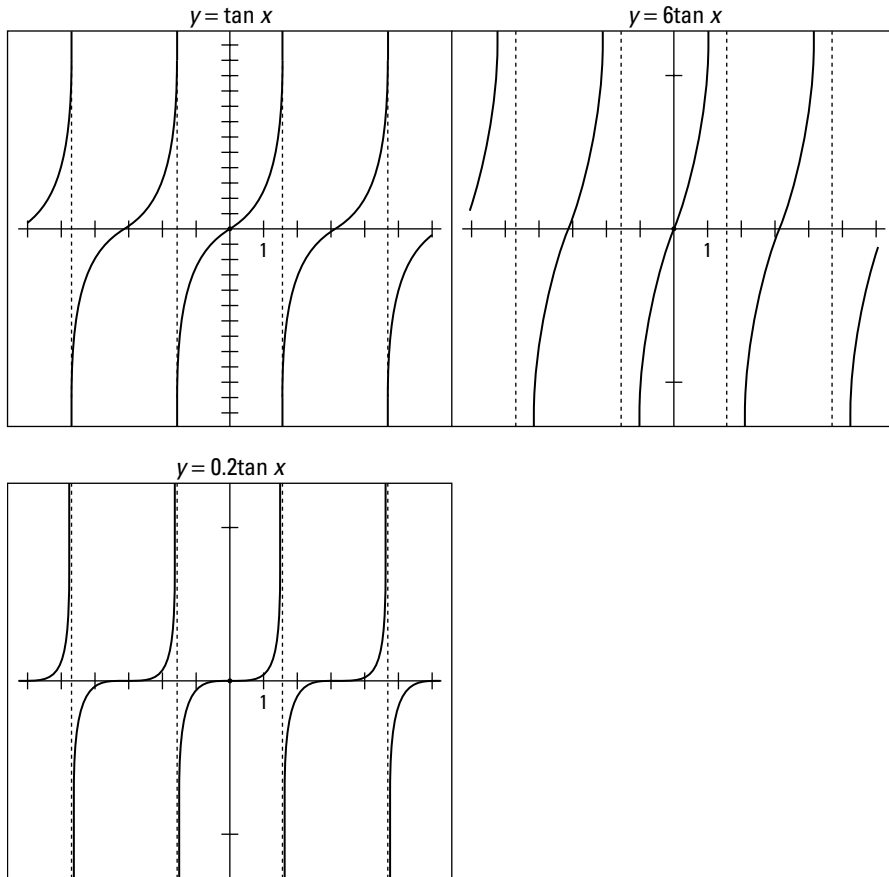 y = tan x
y = 6tan x
1
1
y = 0.2tan x
1